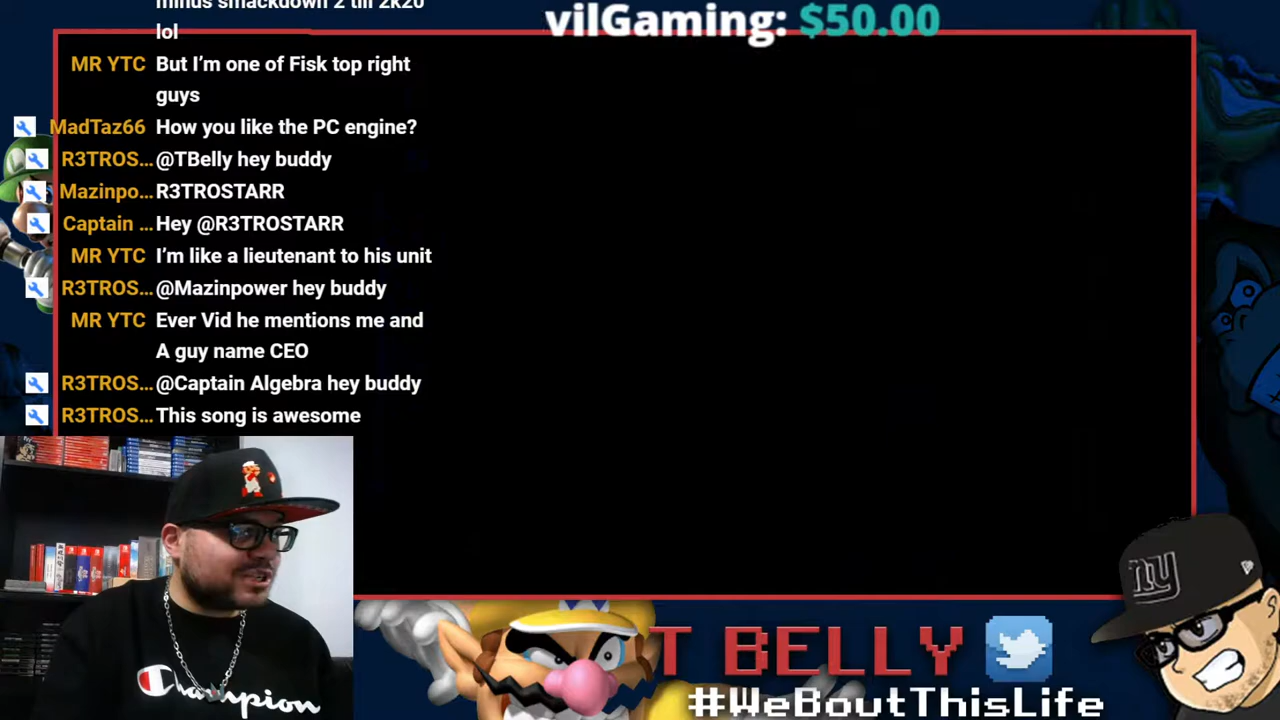 minus smackdown 2 till 2k20
lol
vilGaming: $50.00
MR YTC But I'm one of Fisk top right
guys
MadTaz66 How you like the PC engine?
R3TROS... @TBelly hey buddy
Mazinpo... R3TROSTARR
Captain ... Hey @R3TROSTARR
MR YTC I'm like a lieutenant to his unit
R3TROS... @Mazinpower hey buddy
MR YTC Ever Vid he mentions me and
A guy name CEO
R3TROS... @Captain Algebra hey buddy
R3TROS... This song is awesome
Champion
NY
T BELLY
#WeBoutThisLife